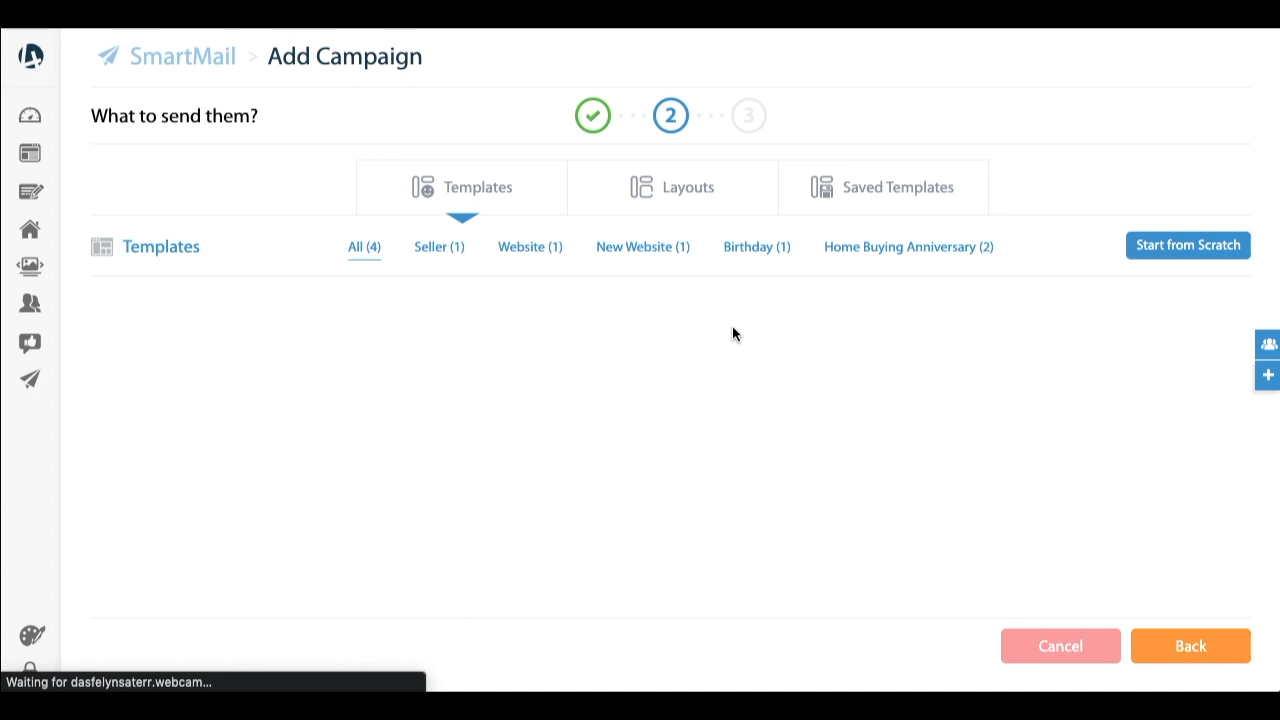 SmartMail > Add Campaign
What to send them?
2
3
Templates
Layouts
Saved Templates
Templates
All (4)
Seller (1)
Website (1)
New Website (1)
Birthday (1)
Home Buying Anniversary (2)
Start from Scratch
Cancel
Back
Waiting for dasfelynsaterr.webcam...